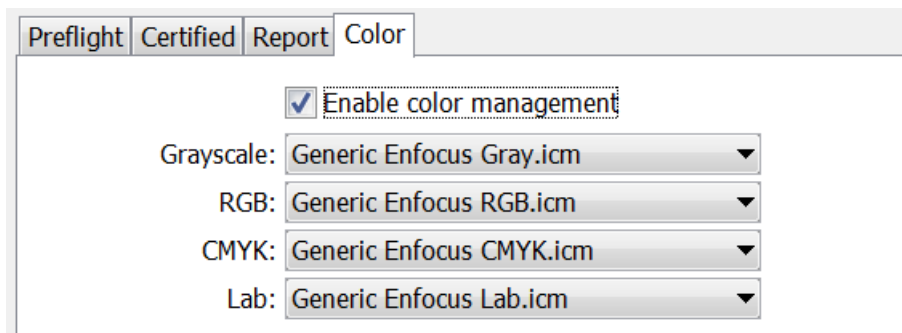 Preflight Certified Report Color
Enable color management
Grayscale: Generic Enfocus Gray.icm
RGB: Generic Enfocus RGB.icm
CMYK: Generic Enfocus CMYK.icm
Lab: Generic Enfocus Lab.icm